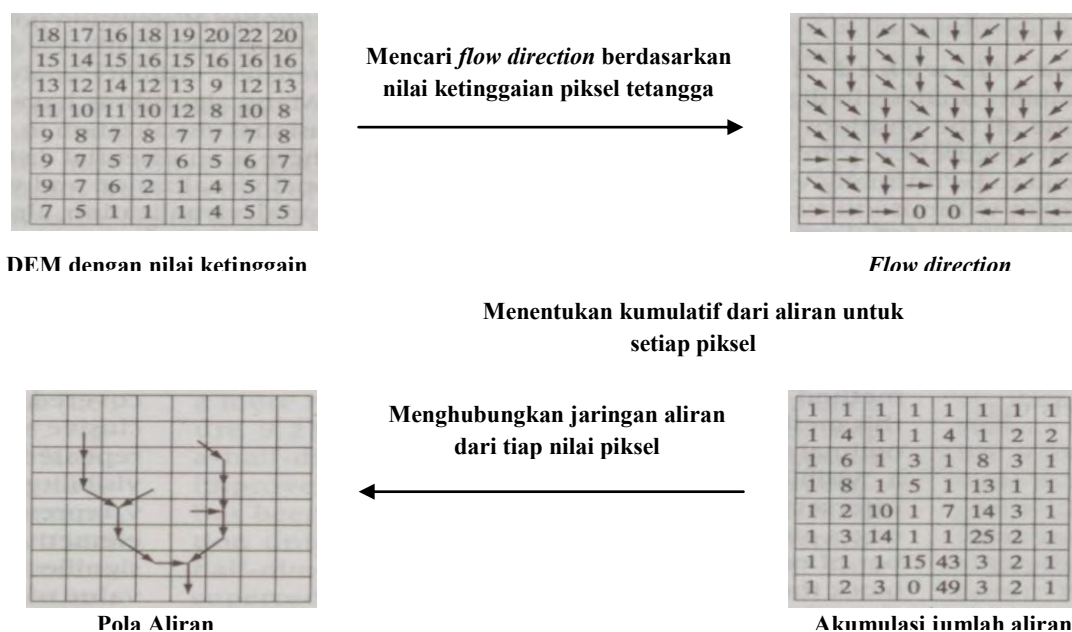 18 17 16 18 19 20 22 20
15 14 15 16 15 16 16 16
13 12 14 12 13 9 12 13
11 10 11 10 12 8 10 8
9 8 7 8 7 7 7 8
9 7 5 7 6 5 6 7
9 7 6 2 1 4 5 7
7 5 1 1 1 4 5 5
DEM dengan nilai ketinggain
Mencari flow direction berdasarkan
nilai ketinggaian piksel tetangga
0 0
Flow direction
Menentukan kumulatif dari aliran untuk
setiap piksel
Pola Aliran
Menghubungkan jaringan aliran
dari tiap nilai piksel
1 1 1 1 1 1 1 1
1 4 1 1 4 1 2 2
1 6 1 3 1 8 3 1
1 8 1 5 1 13 1 1
1 2 10 1 7 14 3 1
1 3 14 1 1 25 2 1
1 1 1 15 43 3 2 1
1 2 3 0 49 3 2 1
Akumulasi jumlah aliran